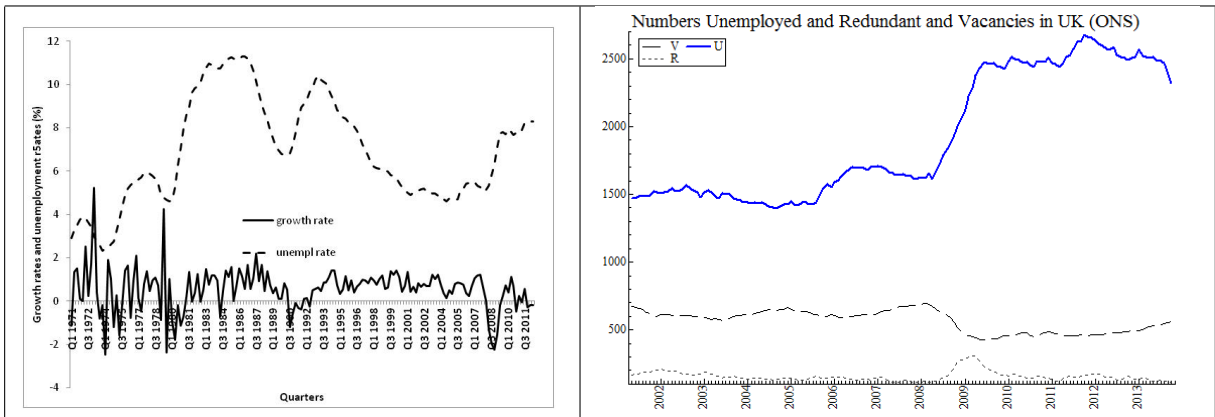 12
10
8
6
4
2
0
-2
-4
Growth rates and unemployment r5ates (%)
growth rate
unempl rate
Q1 1971
Q3 1972
Q1 1974
Q3 1975
Q1 1977
Q3 1978
Q1 1980
Q3 1981
Q1 1983
Q3 1984
Q1 1986
Q3 1987
Q1 1989
Q3 1990
Q1 1992
Q3 1993
Q1 1995
Q3 1996
Q1 1998
Q3 1999
Q1 2001
Q3 2002
Q1 2004
Q3 2005
Q1 2007
Q3 2008
Q1 2010
Q3 2011
Quarters
Numbers Unemployed and Redundant and Vacancies in UK (ONS)
V U
R
2500
2000
1500
1000
500
2002
2003
2004
2005
2006
2007
2008
2009
2010
2011
2012
2013